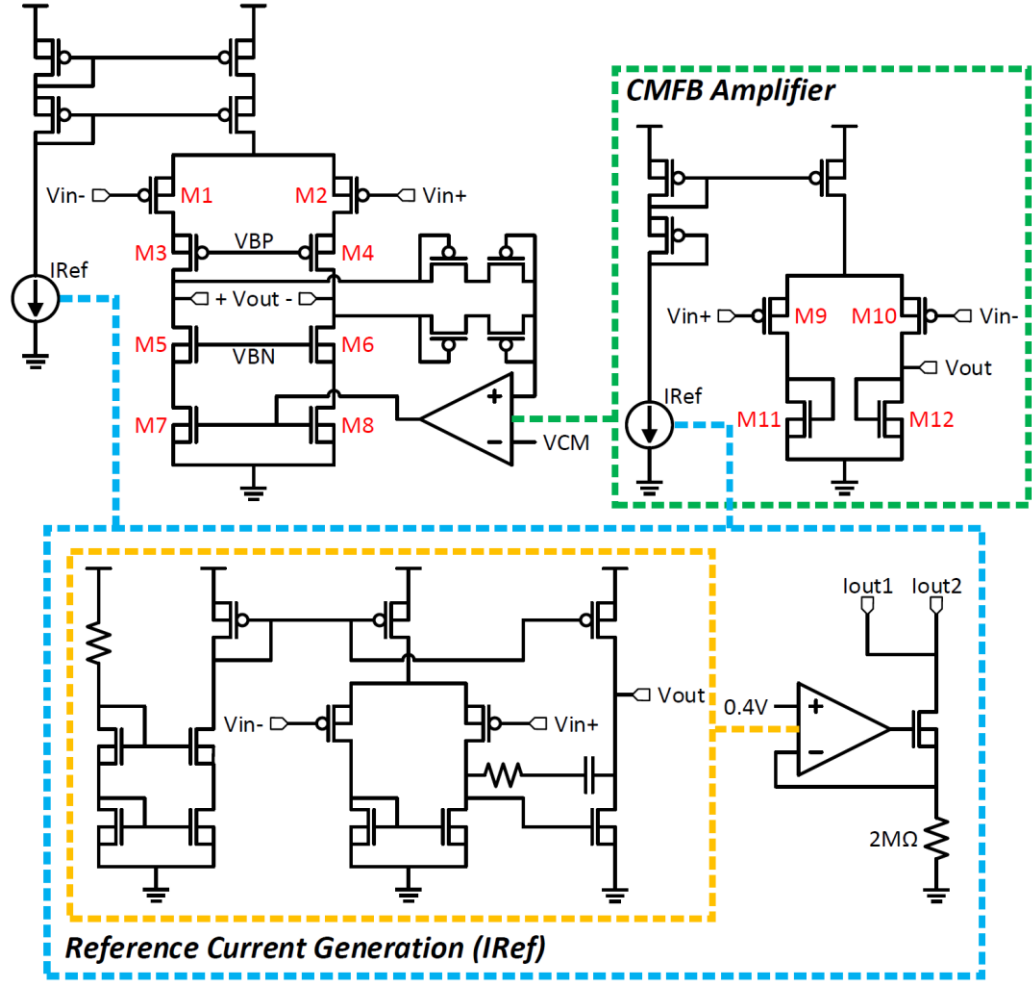 CMFB Amplifier
Vin-
M1
M2
Vin+
M3
VBP
M4
IRef
+ Vout -
M5
VBN
M6
M7
M8
+
-
VCM
Vin+
M9
M10
Vin-
Vout
IRef
M11
M12
Iout1
Iout2
Vin-
Vin+
Vout
0.4V
+
-
2MΩ
Reference Current Generation (IRef)